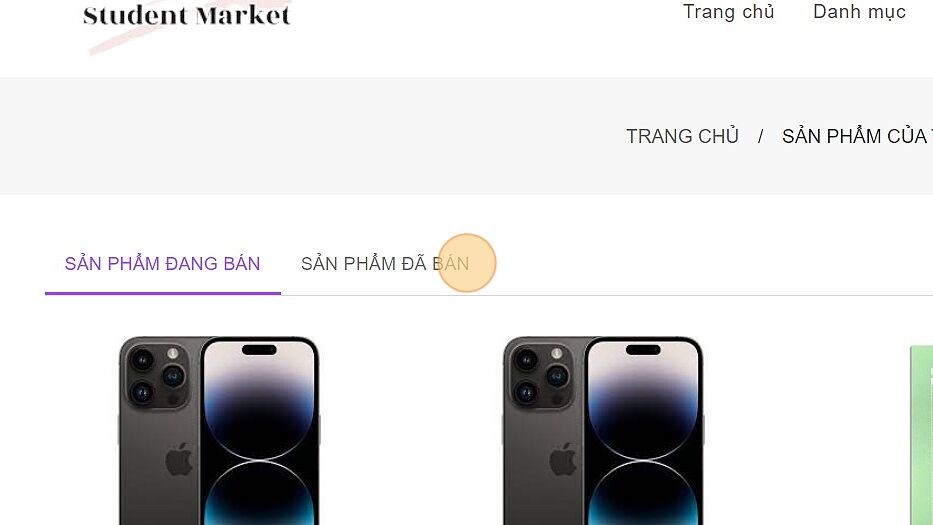 Student Market
Trang chủ Danh mục
TRANG CHỦ / SẢN PHẨM CỦA
SẢN PHẨM ĐANG BÁN SẢN PHẨM ĐÃ BÁN